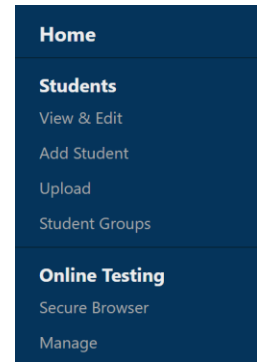 Home
Students
View & Edit
Add Student
Upload
Student Groups
Online Testing
Secure Browser
Manage